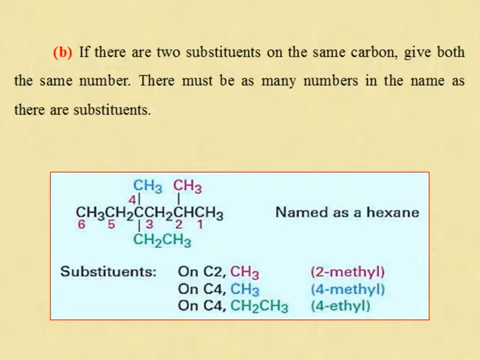 (b) If there are two substituents on the same carbon, give both
the same number. There must be as many numbers in the name as
there are substituents.
CH3 CH3
4
CH3CH2CCH2CHCH3 Named as a hexane
6 5 3 2 1
CH2CH3
Substituents: On C2, CH3 (2-methyl)
On C4, CH3 (4-methyl)
On C4, CH2CH3 (4-ethyl)